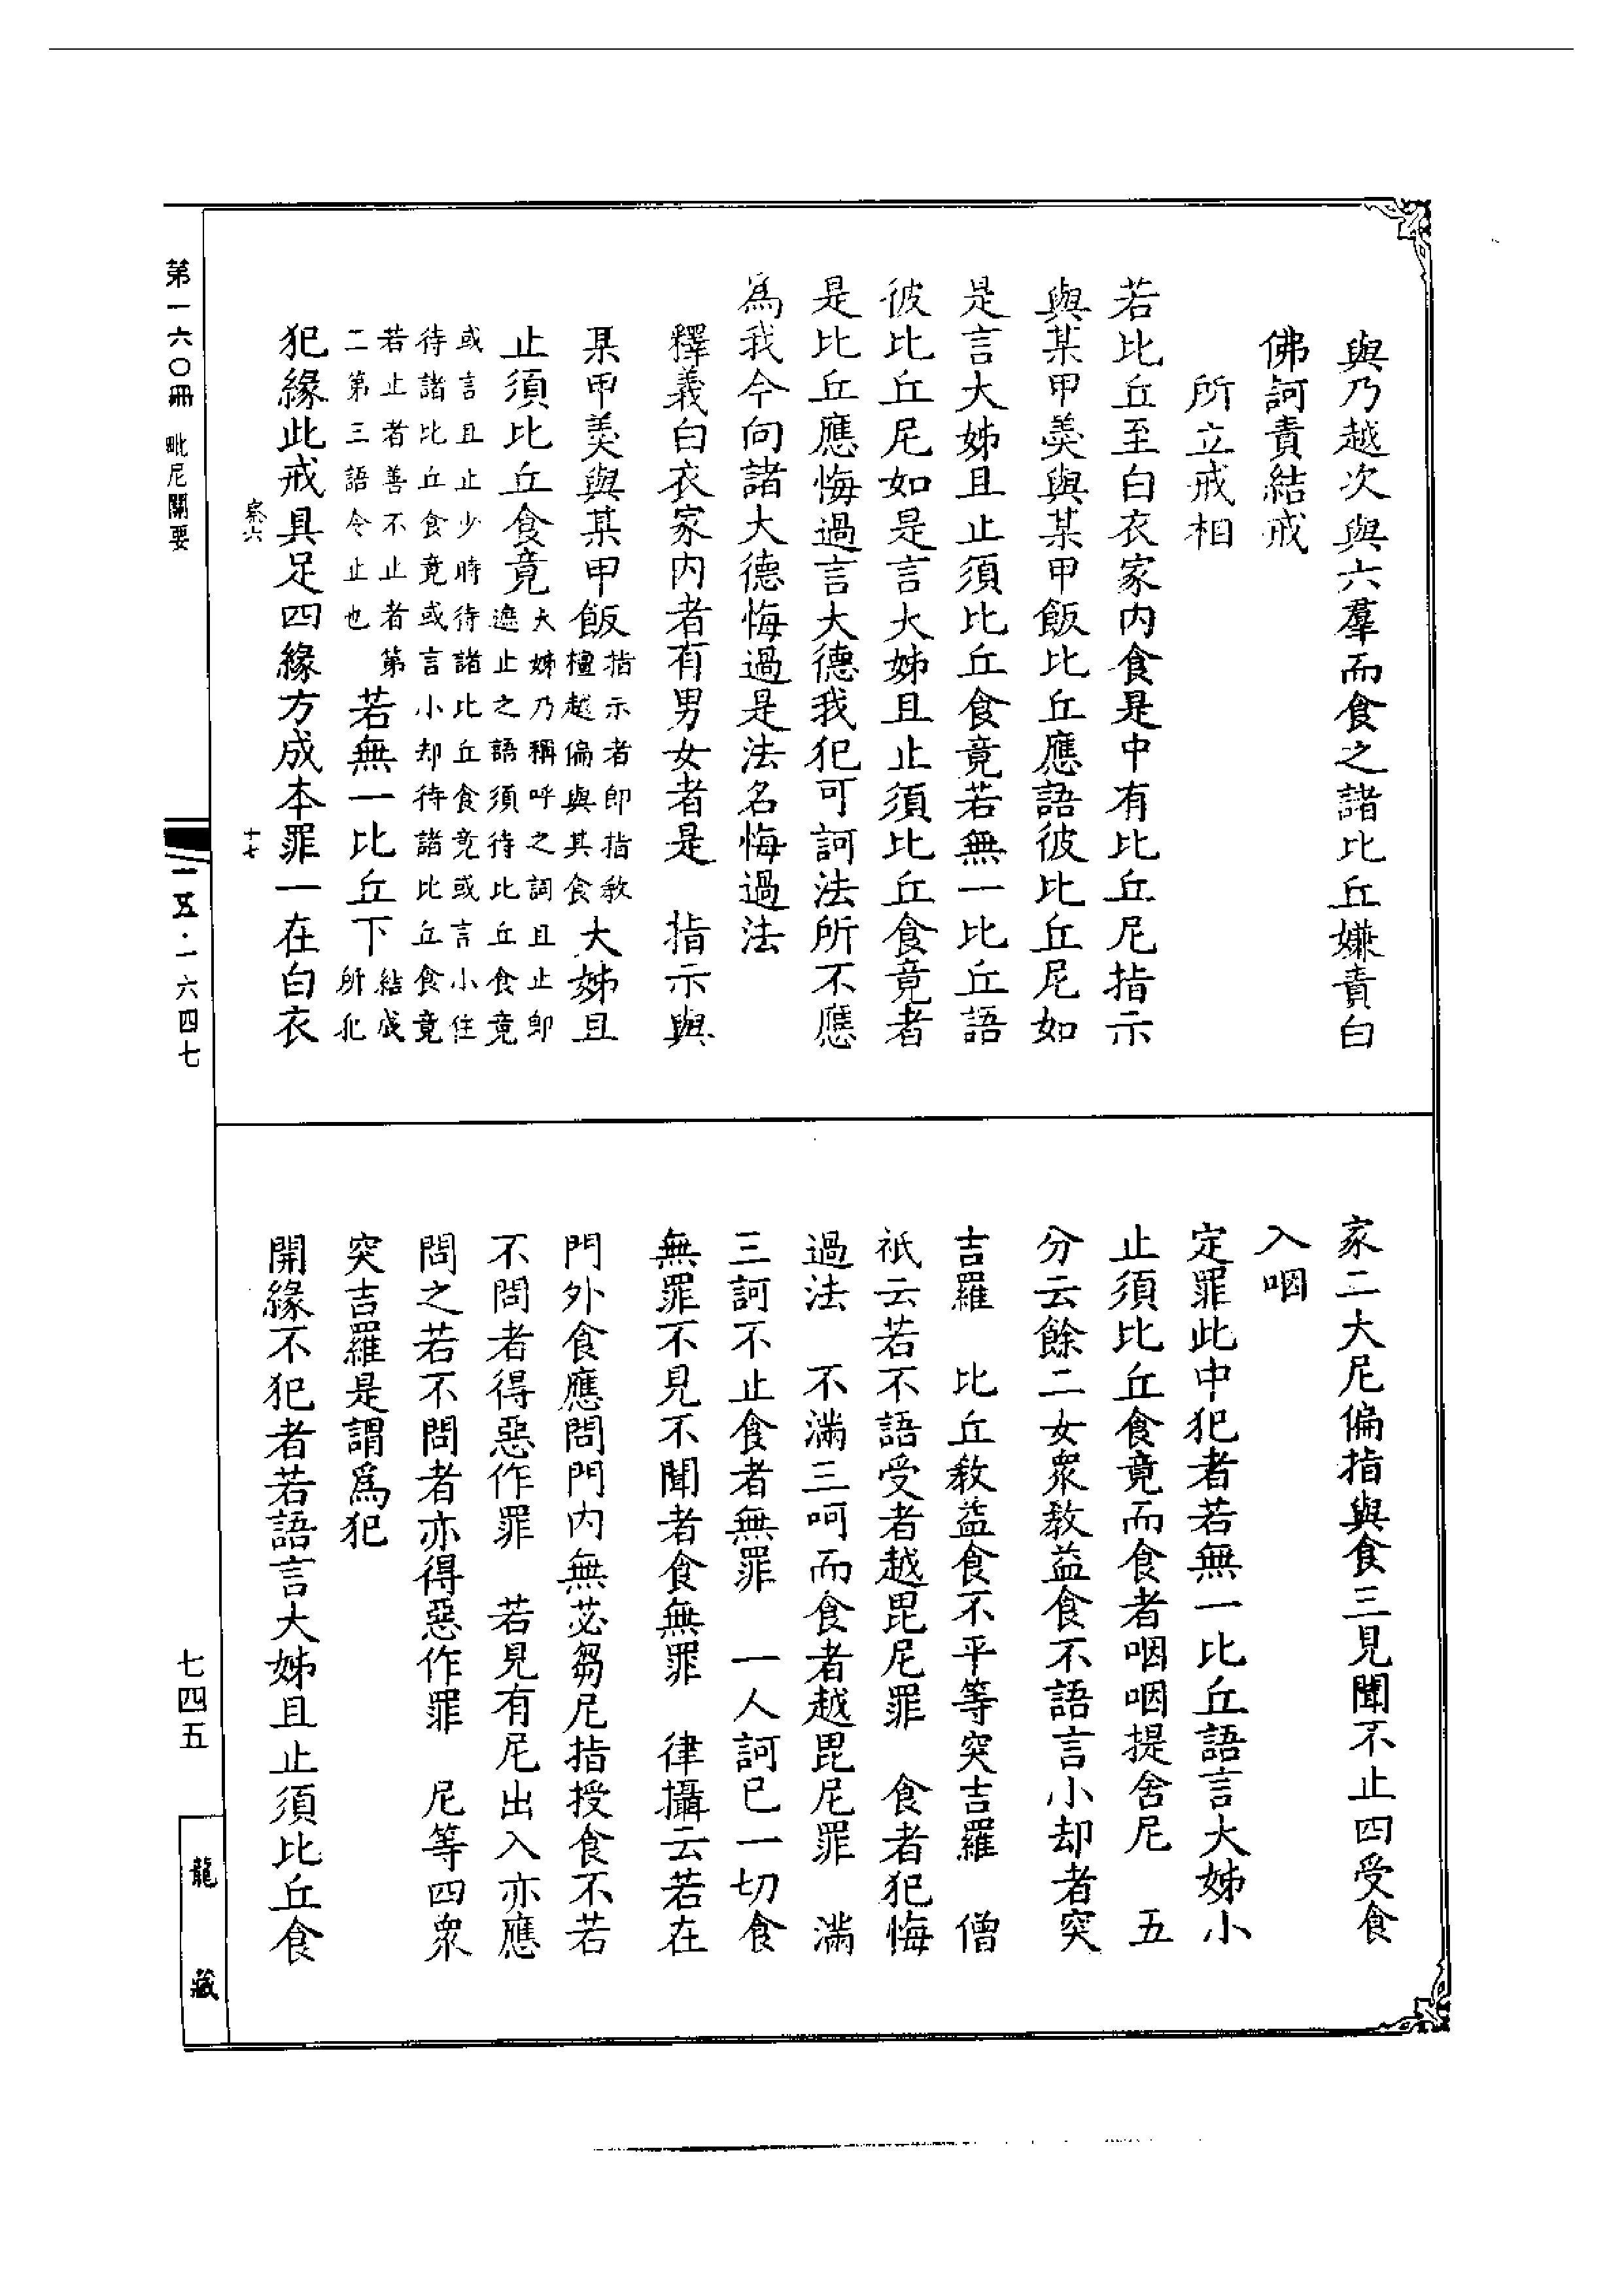 與乃越次與六羣而食之諸比丘嫌責白
佛訶責結戒
所立戒相
若比丘至白衣家內食是中有比丘尼指示
與某甲羹與某甲飯比丘應語彼比丘尼如
是言大姊且止須比丘食竟若無一比丘語
彼比丘尼如是言大姊且止須比丘食竟者
是比丘應悔過言大德我犯可訶法所不應
為我今向諸大德悔過是法名悔過法
釋義白衣家內者有男女者是　指示與
某甲羹與某甲飯指示者即指教檀越偏與其食大姊且
止須比丘食竟大姊乃稱呼之詞且止即遮止之語須待比丘食竟
或言且止少時待諸比丘食竟或言小住
待諸比丘食竟或言小却待諸比丘食竟
若止者善不止者第二第三語令止也若無一比丘下結成所犯
犯緣此戒具足四緣方成本罪一在白衣
家二大尼偏指與食三見聞不止四受食
入咽
定罪此中犯者若無一比丘語言大姊小
止須比丘食竟而食者咽咽提舍尼　五
分云餘二女眾教益食不語言小却者突
吉羅　比丘教益食不平等突吉羅　僧
祇云若不語受者越毘尼罪　食者犯悔
過法　不滿三呵而食者越毘尼罪　滿
三訶不止食者無罪　一人訶已一切食
無罪不見不聞者食無罪　律攝云若在
門外食應問門內無苾芻尼指授食不若
不問者得惡作罪　若見有尼出入亦應
問之若不問者亦得惡作罪　尼等四眾
突吉羅是謂爲犯
開緣不犯者若語言大姊且止須比丘食
第一六〇冊　毗尼關要
祭六
十七
一五·一六四七
七四五
龍藏